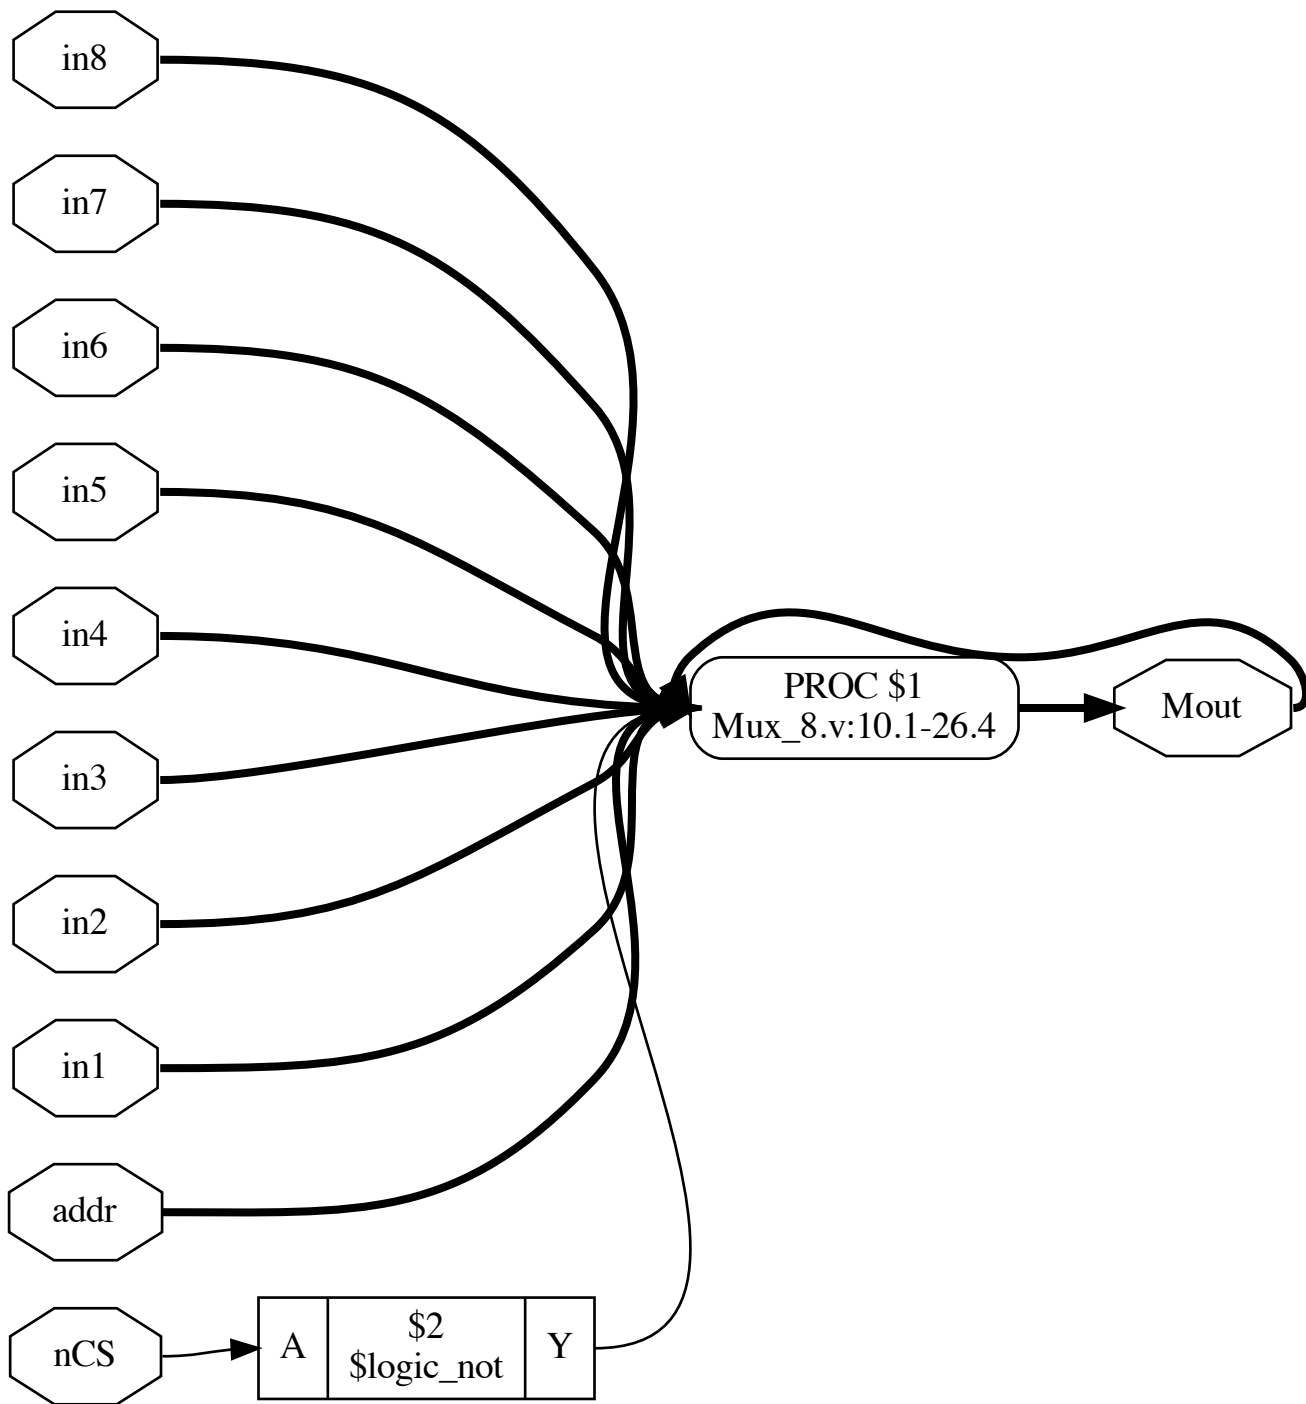 in8
in7
in6
in5
in4
PROC $1
Mux_8.v:10.1-26.4
Mout
in3
in2
in1
addr
nCS
A
$2
$logic_not
Y